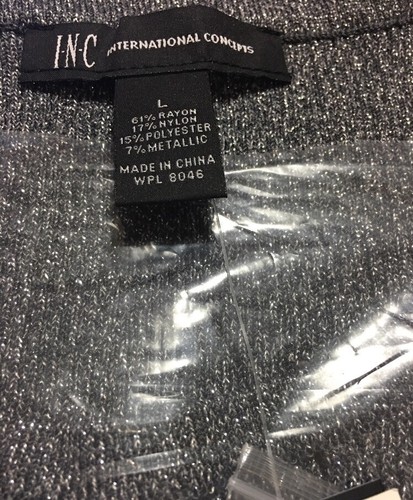 I.N.C INTERNATIONAL CONCEPTS
L
61% RAYON
17% NYLON
15% POLYESTER
7% METALLIC
MADE IN CHINA
WPL 8046